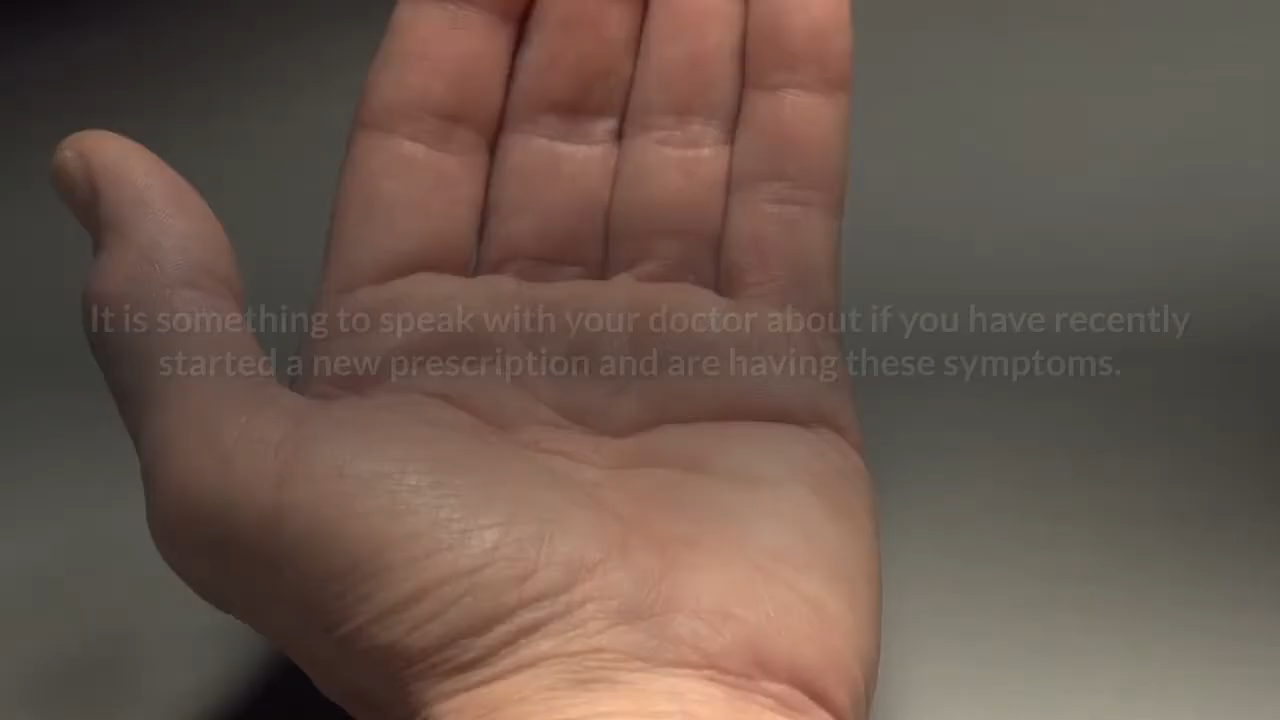 It is something to speak with your doctor about if you have recently
started a new prescription and are having these symptoms.